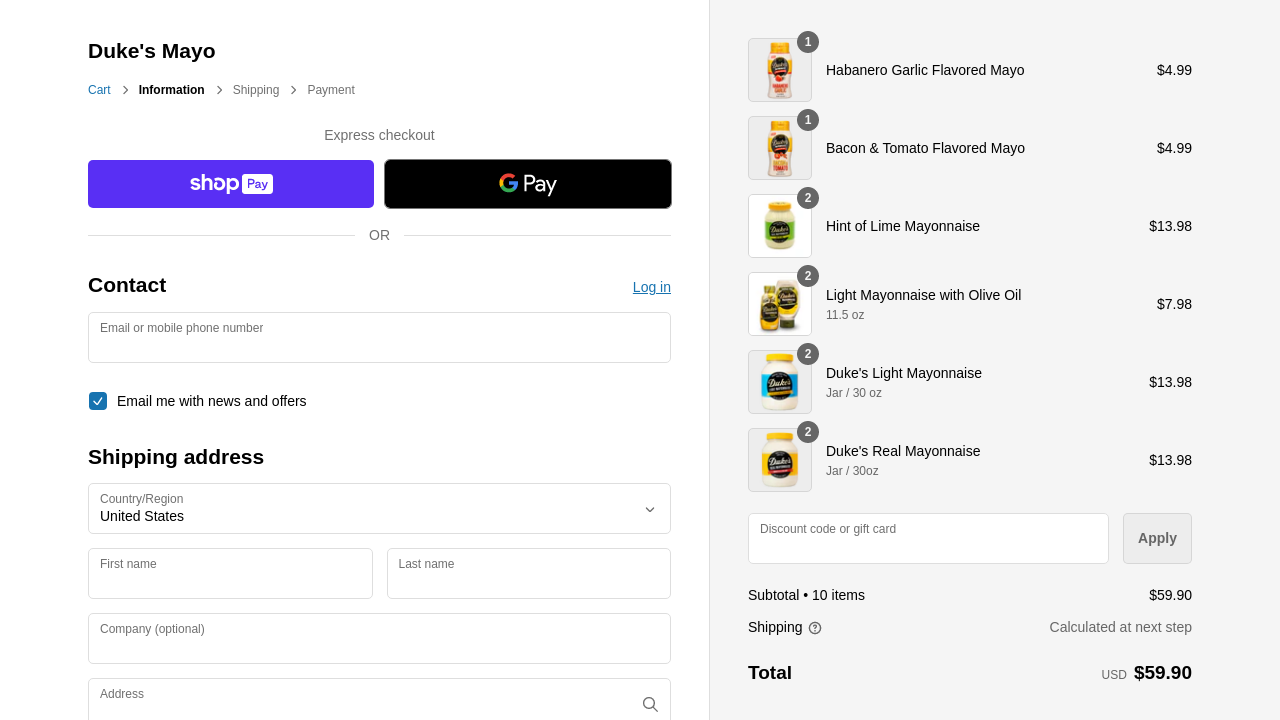 Duke's Mayo
Cart > Information > Shipping > Payment
Express checkout
shop Pay
G Pay
OR
Contact
Log in
Email or mobile phone number
Email me with news and offers
Shipping address
Country/Region
United States
First name
Last name
Company (optional)
Address
1
Habanero Garlic Flavored Mayo
$4.99
1
Bacon & Tomato Flavored Mayo
$4.99
2
Hint of Lime Mayonnaise
$13.98
2
Light Mayonnaise with Olive Oil
11.5 oz
$7.98
2
Duke's Light Mayonnaise
Jar / 30 oz
$13.98
2
Duke's Real Mayonnaise
Jar / 30oz
$13.98
Discount code or gift card
Apply
Subtotal • 10 items
$59.90
Shipping
Calculated at next step
Total
USD $59.90